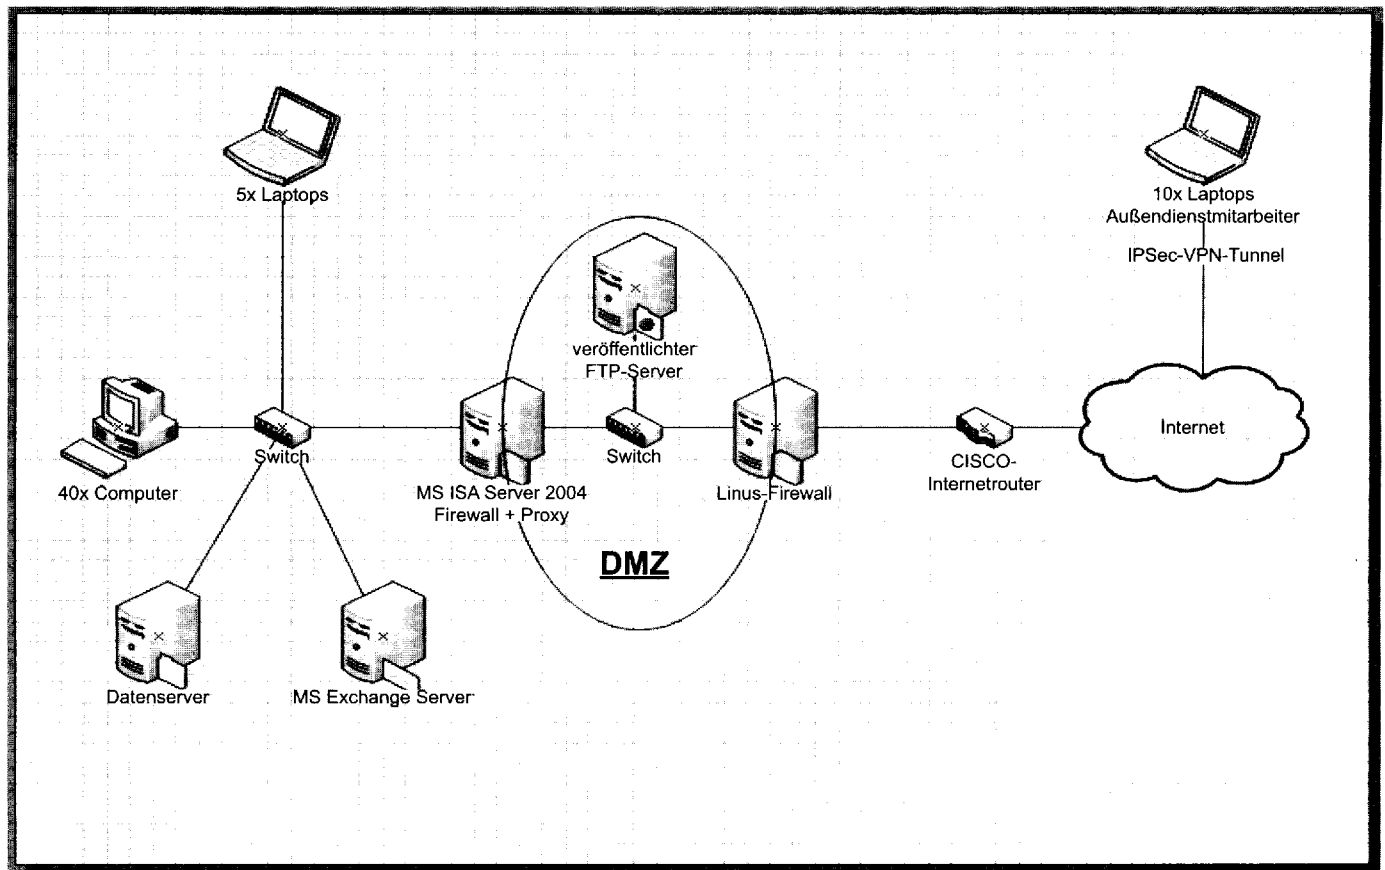 5x Laptops
10x Laptops
Außendienstmitarbeiter
IPSec-VPN-Tunnel
veröffentlichter
FTP-Server
Internet
40x Computer
Switch
MS ISA Server 2004
Firewall + Proxy
Switch
Linus-Firewall
CISCO-
Internetrouter
DMZ
Datenserver
MS Exchange Server